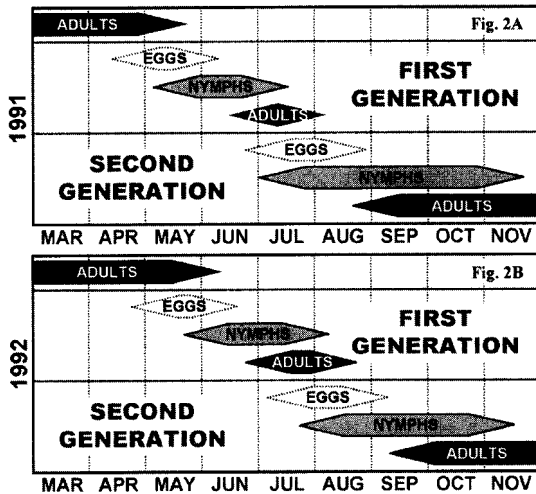 ADULTS
Fig. 2A
EGGS
NYMPHS
FIRST
GENERATION
ADULTS
1991
EGGS
SECOND
GENERATION
NYMPHS
ADULTS
MAR APR MAY JUN JUL AUG SEP OCT NOV
ADULTS
Fig. 2B
EGGS
NYMPHS
FIRST
GENERATION
ADULTS
1992
EGGS
SECOND
GENERATION
NYMPHS
ADULTS
MAR APR MAY JUN JUL AUG SEP OCT NOV